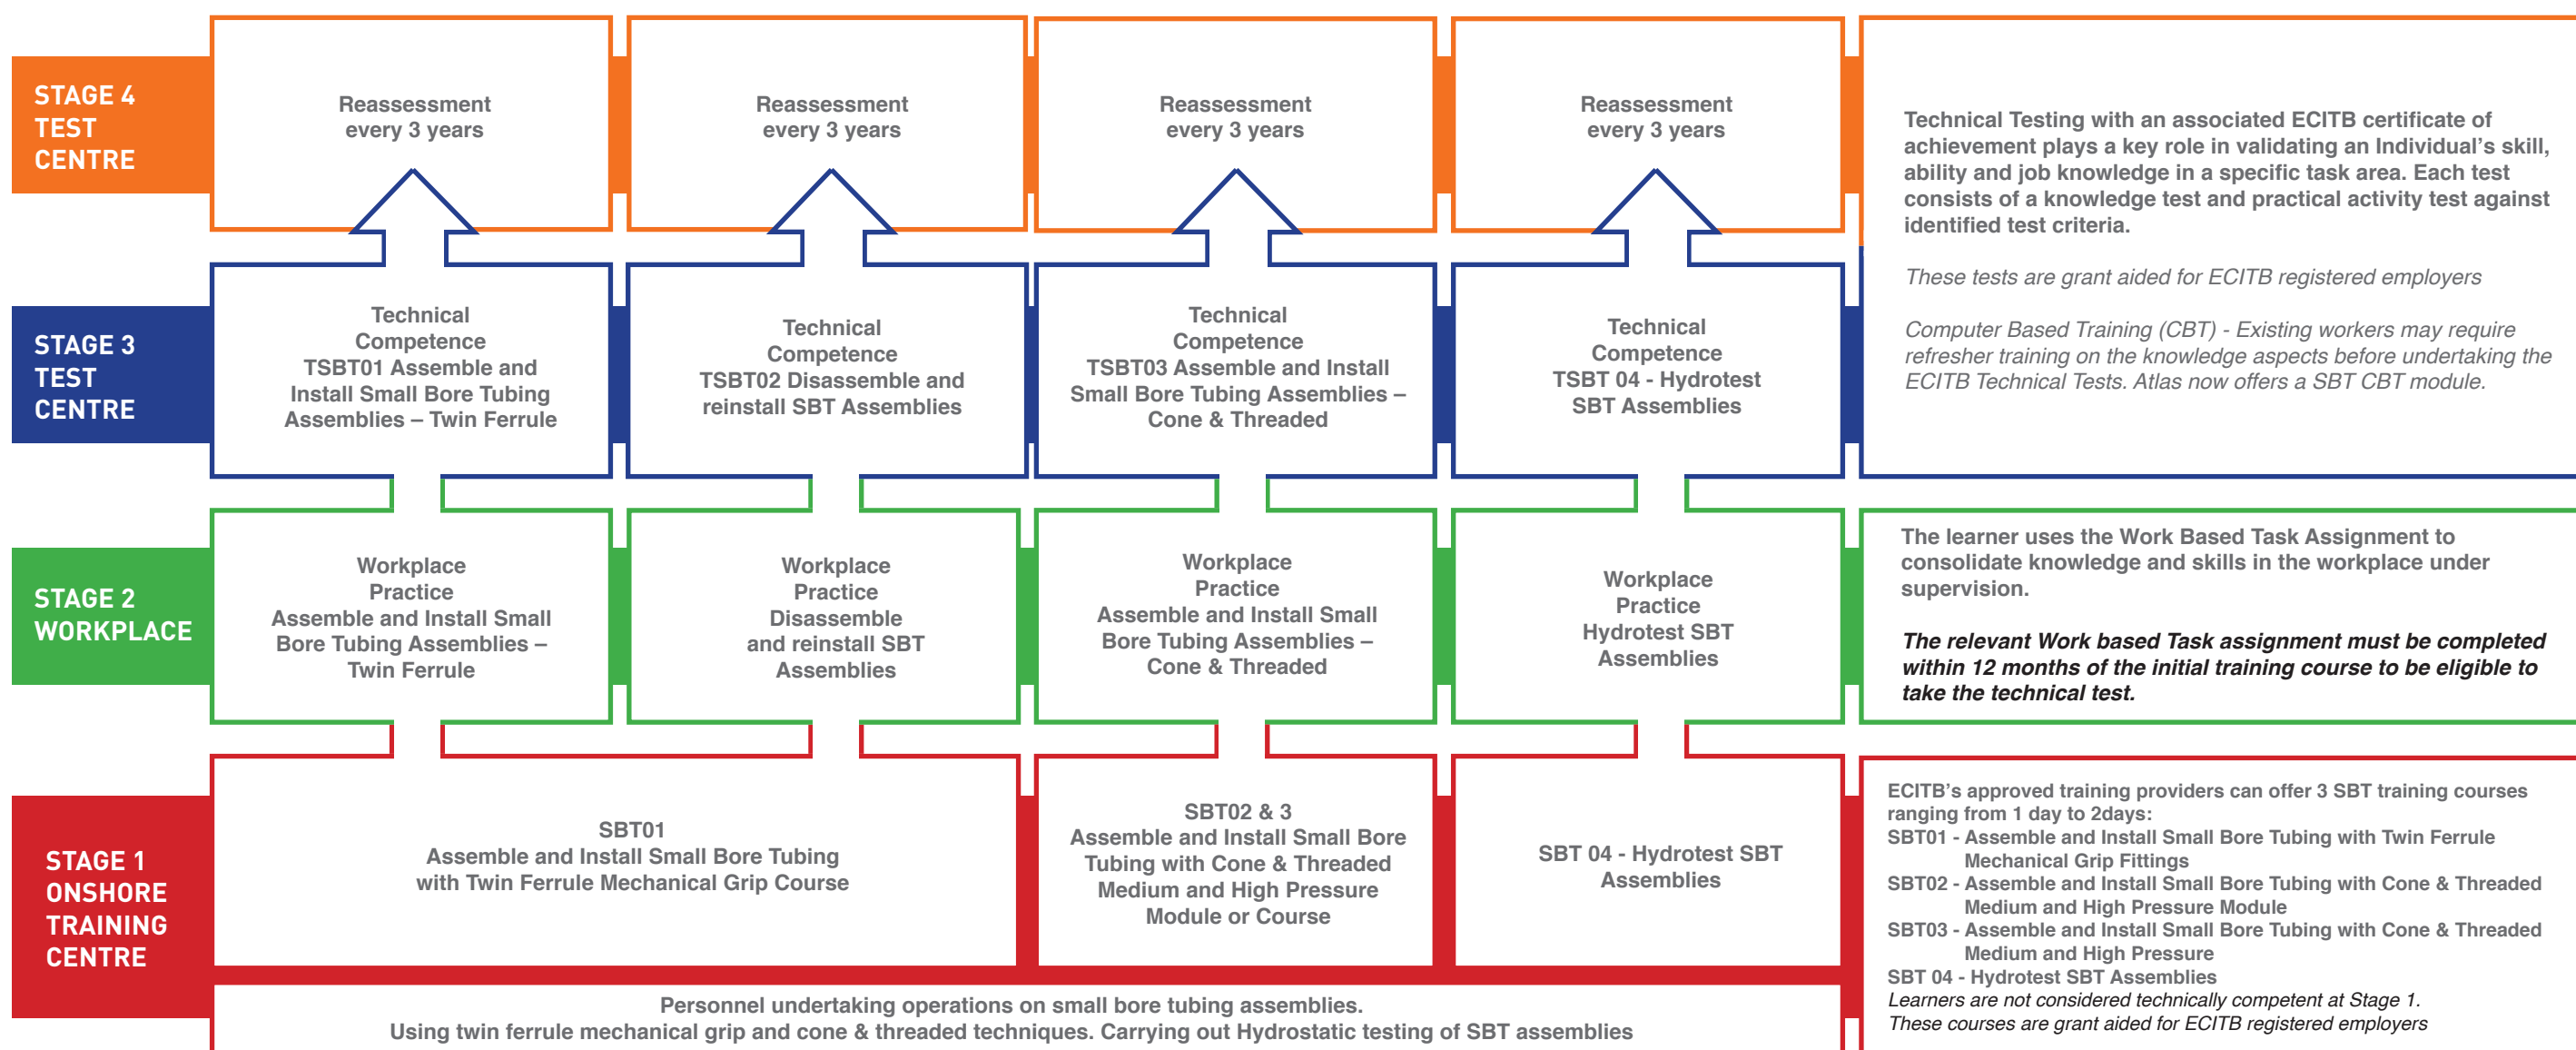 STAGE 4
TEST
CENTRE
Reassessment
every 3 years
Reassessment
every 3 years
Reassessment
every 3 years
Reassessment
every 3 years
Technical Testing with an associated ECITB certificate of
achievement plays a key role in validating an Individual's skill,
ability and job knowledge in a specific task area. Each test
consists of a knowledge test and practical activity test against
identified test criteria.
These tests are grant aided for ECITB registered employers
Computer Based Training (CBT) - Existing workers may require
refresher training on the knowledge aspects before undertaking the
ECITB Technical Tests. Atlas now offers a SBT CBT module.
STAGE 3
TEST
CENTRE
Technical
Competence
TSBT01 Assemble and
Install Small Bore Tubing
Assemblies – Twin Ferrule
Technical
Competence
TSBT02 Disassemble and
reinstall SBT Assemblies
Technical
Competence
TSBT03 Assemble and Install
Small Bore Tubing Assemblies –
Cone & Threaded
Technical
Competence
TSBT 04 - Hydrotest
SBT Assemblies
STAGE 2
WORKPLACE
Workplace
Practice
Assemble and Install Small
Bore Tubing Assemblies –
Twin Ferrule
Workplace
Practice
Disassemble
and reinstall SBT
Assemblies
Workplace
Practice
Assemble and Install Small
Bore Tubing Assemblies –
Cone & Threaded
Workplace
Practice
Hydrotest SBT
Assemblies
The learner uses the Work Based Task Assignment to
consolidate knowledge and skills in the workplace under
supervision.
The relevant Work based Task assignment must be completed
within 12 months of the initial training course to be eligible to
take the technical test.
STAGE 1
ONSHORE
TRAINING
CENTRE
SBT01
Assemble and Install Small Bore Tubing
with Twin Ferrule Mechanical Grip Course
SBT02 & 3
Assemble and Install Small Bore
Tubing with Cone & Threaded
Medium and High Pressure
Module or Course
SBT 04 - Hydrotest SBT
Assemblies
ECITB's approved training providers can offer 3 SBT training courses
ranging from 1 day to 2days:
SBT01 - Assemble and Install Small Bore Tubing with Twin Ferrule
Mechanical Grip Fittings
SBT02 - Assemble and Install Small Bore Tubing with Cone & Threaded
Medium and High Pressure Module
SBT03 - Assemble and Install Small Bore Tubing with Cone & Threaded
Medium and High Pressure
SBT 04 - Hydrotest SBT Assemblies
Learners are not considered technically competent at Stage 1.
These courses are grant aided for ECITB registered employers
Personnel undertaking operations on small bore tubing assemblies.
Using twin ferrule mechanical grip and cone & threaded techniques. Carrying out Hydrostatic testing of SBT assemblies